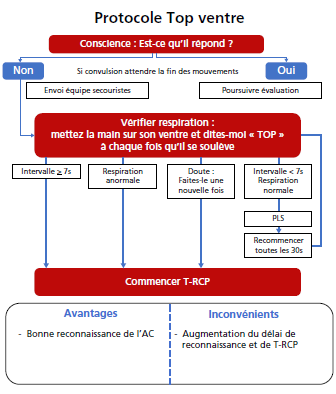 Protocole Top ventre
Conscience : Est-ce qu'il répond ?
Non
Si convulsion attendre la fin des mouvements
Oui
Envoi équipe secouristes
Poursuivre évaluation
Vérifier respiration :
mettez la main sur son ventre et dites-moi « TOP »
à chaque fois qu'il se soulève
Intervalle ≥ 7s
Respiration
anormale
Doute :
Faites-le une
nouvelle fois
Intervalle < 7s
Respiration
normale
PLS
Recommencer
toutes les 30s
Commencer T-RCP
Avantages
- Bonne reconnaissance de l'AC
Inconvénients
- Augmentation du délai de
reconnaissance et de T-RCP